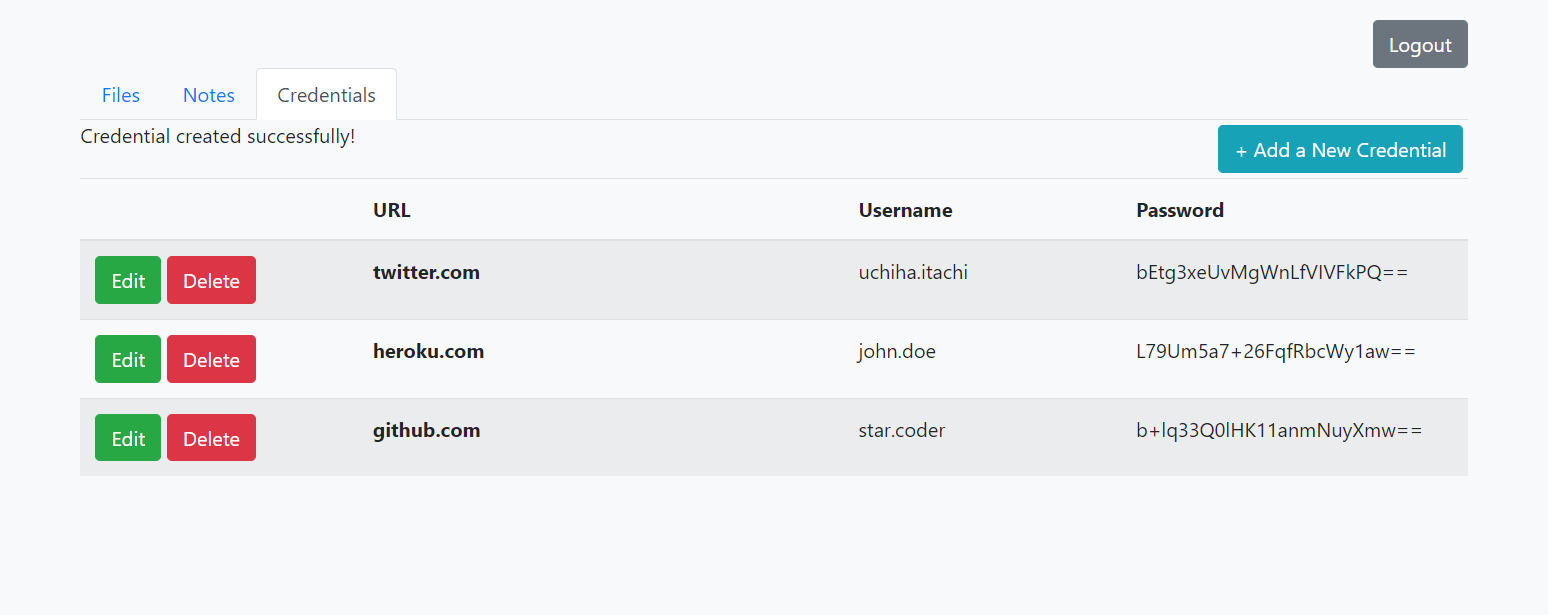 Logout
Files Notes Credentials
Credential created successfully!
+ Add a New Credential
URL Username Password
Edit Delete twitter.com uchiha.itachi bEtg3xeUvMgWnLfVIVFkPQ==
Edit Delete heroku.com john.doe L79Um5a7+26FqfRbcWy1aw==
Edit Delete github.com star.coder b+lq33Q0lHK11anmNuyXmw==